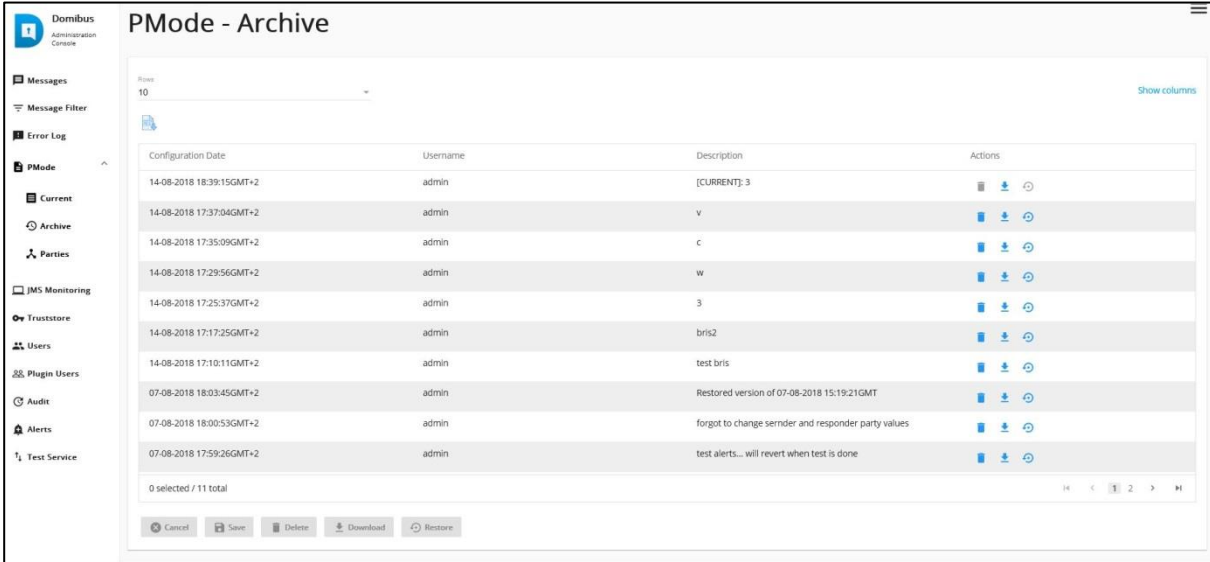 Domibus
Administration
Console
PMode - Archive
Messages
Message Filter
Error Log
PMode
Current
Archive
Parties
JMS Monitoring
Truststore
Users
Plugin Users
Audit
Alerts
Test Service
Rows
10
Show columns
Configuration Date Username Description Actions
14-08-2018 18:39:15GMT+2 admin [CURRENT]: 3
14-08-2018 17:37:04GMT+2 admin v
14-08-2018 17:35:09GMT+2 admin c
14-08-2018 17:29:56GMT+2 admin w
14-08-2018 17:25:37GMT+2 admin 3
14-08-2018 17:17:25GMT+2 admin bris2
14-08-2018 17:10:11GMT+2 admin test bris
07-08-2018 18:03:45GMT+2 admin Restored version of 07-08-2018 15:19:21GMT
07-08-2018 18:00:53GMT+2 admin forgot to change sernder and responder party values
07-08-2018 17:59:26GMT+2 admin test alerts... will revert when test is done
0 selected / 11 total 1 2
Cancel Save Delete Download Restore